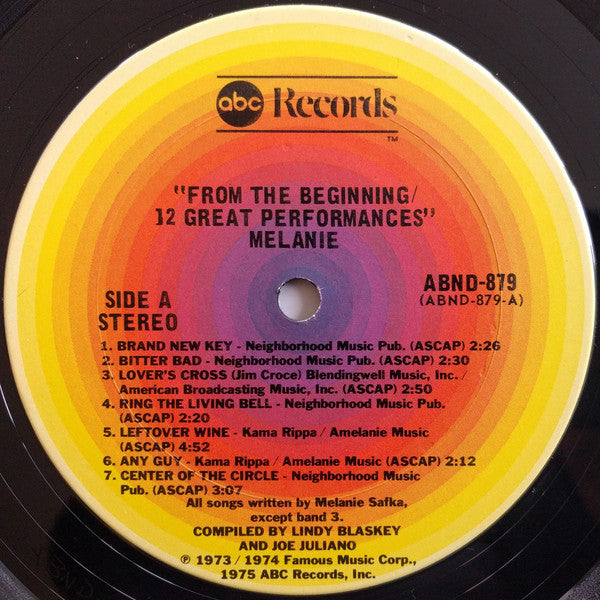 abc Records
TM
"FROM THE BEGINNING/
12 GREAT PERFORMANCES"
MELANIE
SIDE A
STEREO
ABND-879
(ABND-879-A)
1. BRAND NEW KEY - Neighborhood Music Pub. (ASCAP) 2:26
2. BITTER BAD - Neighborhood Music Pub. (ASCAP) 2:30
3. LOVER'S CROSS (Jim Croce) Blendingwell Music, Inc. /
American Broadcasting Music, Inc. (ASCAP) 2:50
4. RING THE LIVING BELL - Neighborhood Music Pub.
(ASCAP) 2:20
5. LEFTOVER WINE - Kama Rippa / Amelanie Music
(ASCAP) 4:52
6. ANY GUY - Kama Rippa / Amelanie Music (ASCAP) 2:12
7. CENTER OF THE CIRCLE - Neighborhood Music
Pub. (ASCAP) 3:07
All songs written by Melanie Safka,
except band 3.
COMPILED BY LINDY BLASKEY
AND JOE JULIANO
℗ 1973 / 1974 Famous Music Corp.,
1975 ABC Records, Inc.